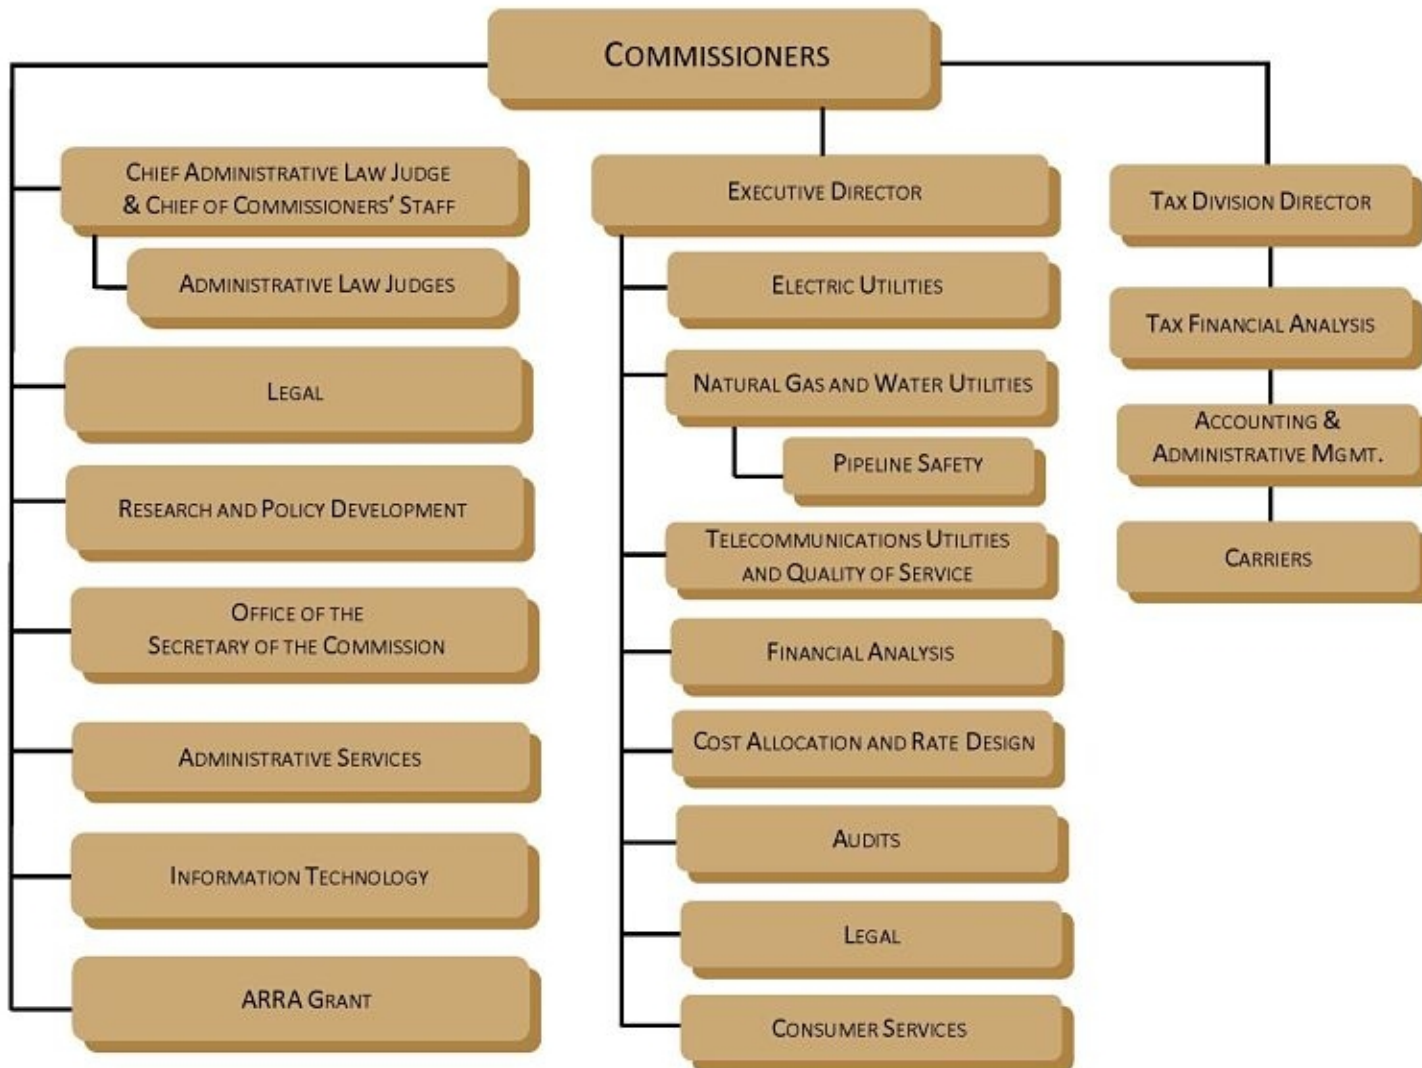 COMMISSIONERS
CHIEF ADMINISTRATIVE LAW JUDGE
& CHIEF OF COMMISSIONERS' STAFF
ADMINISTRATIVE LAW JUDGES
LEGAL
RESEARCH AND POLICY DEVELOPMENT
OFFICE OF THE
SECRETARY OF THE COMMISSION
ADMINISTRATIVE SERVICES
INFORMATION TECHNOLOGY
ARRA GRANT
EXECUTIVE DIRECTOR
ELECTRIC UTILITIES
NATURAL GAS AND WATER UTILITIES
PIPELINE SAFETY
TELECOMMUNICATIONS UTILITIES
AND QUALITY OF SERVICE
FINANCIAL ANALYSIS
COST ALLOCATION AND RATE DESIGN
AUDITS
LEGAL
CONSUMER SERVICES
TAX DIVISION DIRECTOR
TAX FINANCIAL ANALYSIS
ACCOUNTING &
ADMINISTRATIVE MGMT.
CARRIERS